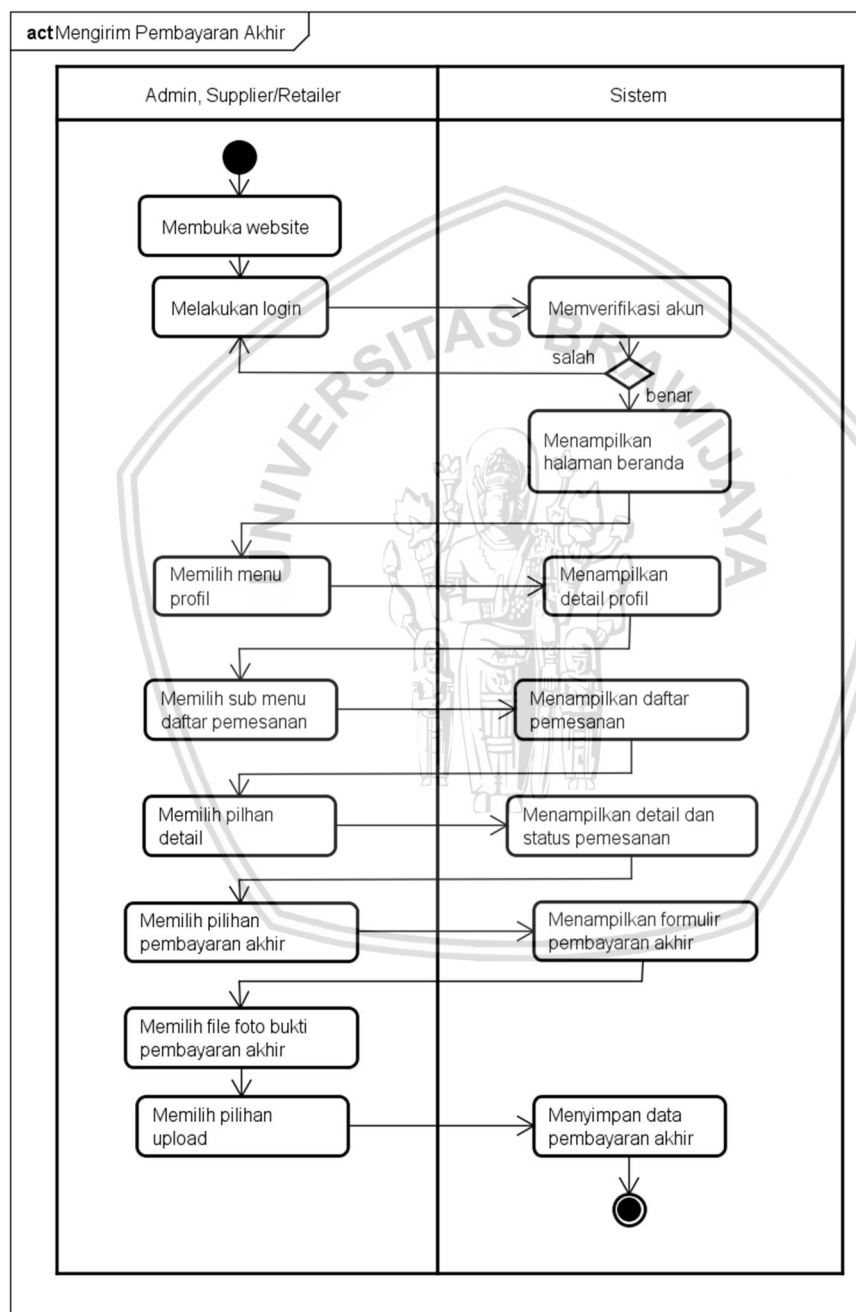 act Mengirim Pembayaran Akhir
Admin, Supplier/Retailer
Sistem
Membuka website
Melakukan login
Memverifikasi akun
salah
benar
Menampilkan
halaman beranda
Memilih menu
profil
Menampilkan
detail profil
Memilih sub menu
daftar pemesanan
Menampilkan daftar
pemesanan
Memilih pilhan
detail
Menampilkan detail dan
status pemesanan
Memilih pilihan
pembayaran akhir
Menampilkan formulir
pembayaran akhir
Memilih file foto bukti
pembayaran akhir
Memilih pilihan
upload
Menyimpan data
pembayaran akhir
UNIVERSITAS BRAWIJAYA